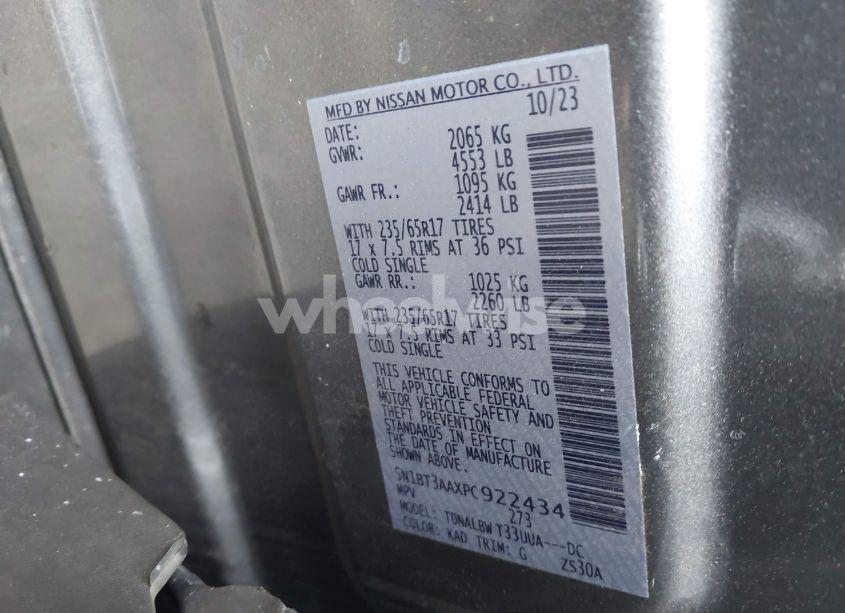 MFD BY NISSAN MOTOR CO., LTD.
DATE: 10/23
GVWR: 2065 KG
4553 LB
GAWR FR.: 1095 KG
2414 LB
WITH 235/65R17 TIRES
17 x 7.5 RIMS AT 36 PSI
COLD SINGLE
GAWR RR.: 1025 KG
2260 LB
WITH 235/65R17 TIRES
17 x 7.5 RIMS AT 33 PSI
COLD SINGLE
THIS VEHICLE CONFORMS TO
ALL APPLICABLE FEDERAL
MOTOR VEHICLE SAFETY AND
THEFT PREVENTION
STANDARDS IN EFFECT ON
THE DATE OF MANUFACTURE
SHOWN ABOVE.
5N1BT3AAXPC922434
MPV 273
MODEL: TDNALBWT33UUA---DC
COLOR: KAD TRIM: G ZS30A